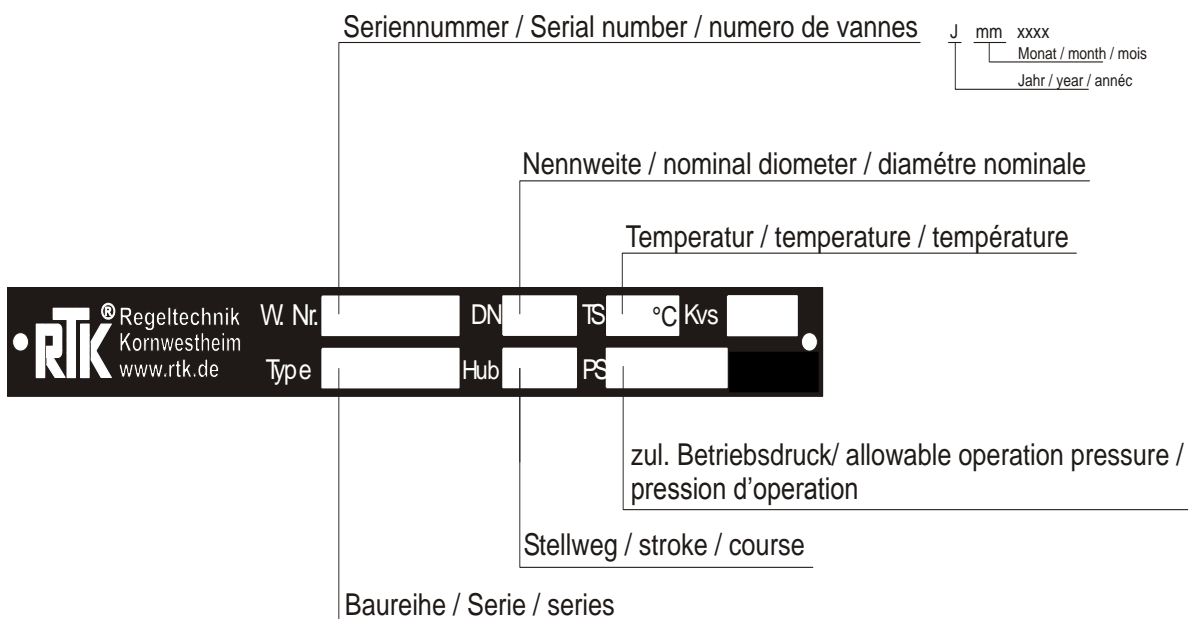 Seriennummer / Serial number / numero de vannes
J mm xxxx
Monat / month / mois
Jahr / year / annéc
Nennweite / nominal diometer / diamétre nominale
Temperatur / temperature / température
RTK® Regeltechnik
Kornwestheim
www.rtk.de
W. Nr. DN TS °C Kvs
Type Hub PS
zul. Betriebsdruck/ allowable operation pressure /
pression d'operation
Stellweg / stroke / course
Baureihe / Serie / series